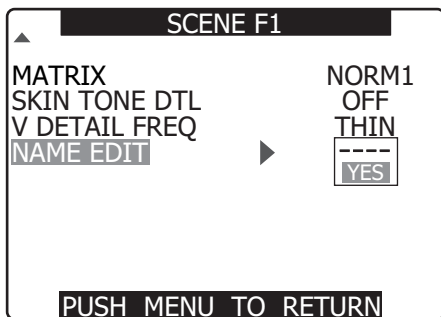 SCENE F1
MATRIX NORM1
SKIN TONE DTL OFF
V DETAIL FREQ THIN
NAME EDIT ----
YES
PUSH MENU TO RETURN